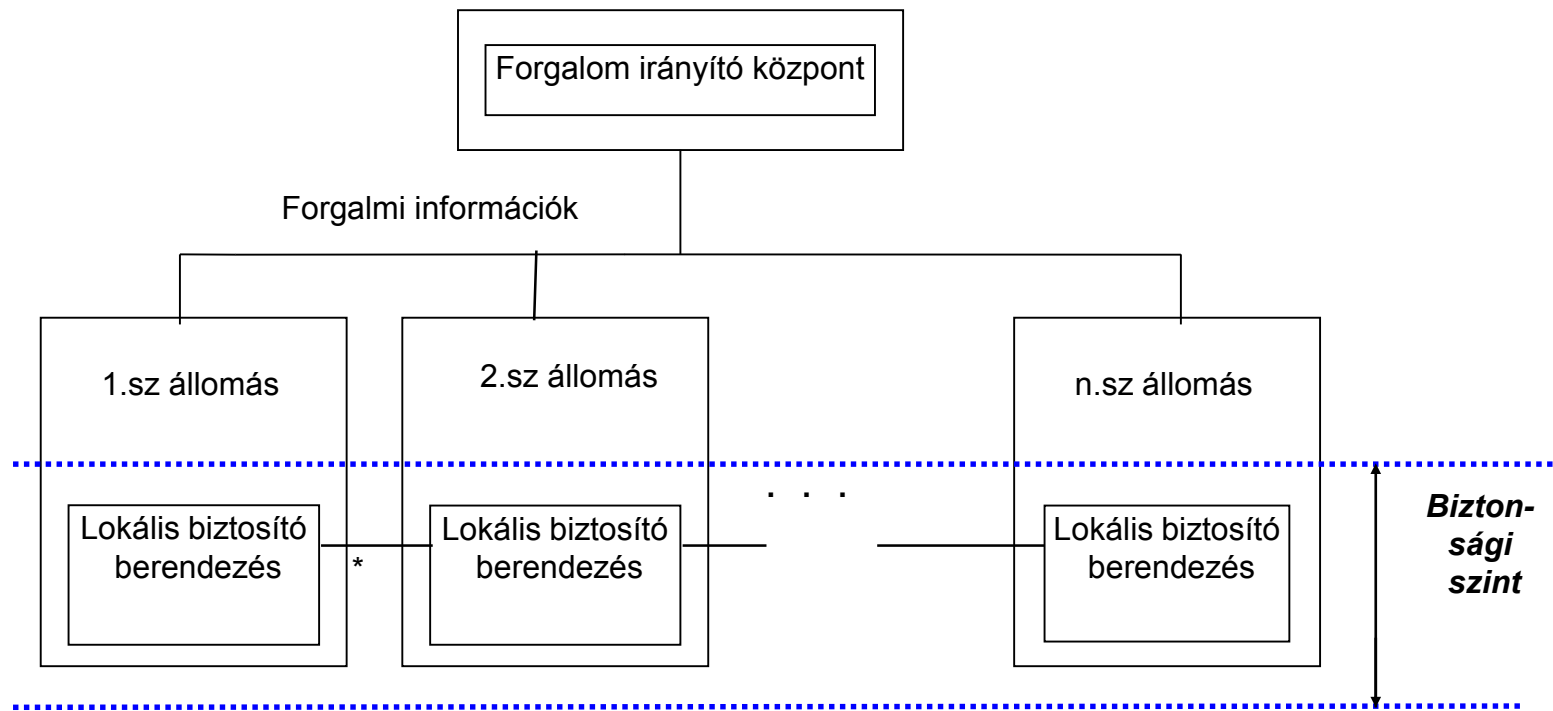 Forgalom irányító központ
Forgalmi információk
1.sz állomás
2.sz állomás
n.sz állomás
. . .
Lokális biztosító
berendezés
*
Lokális biztosító
berendezés
Lokális biztosító
berendezés
Bizton-
sági
szint